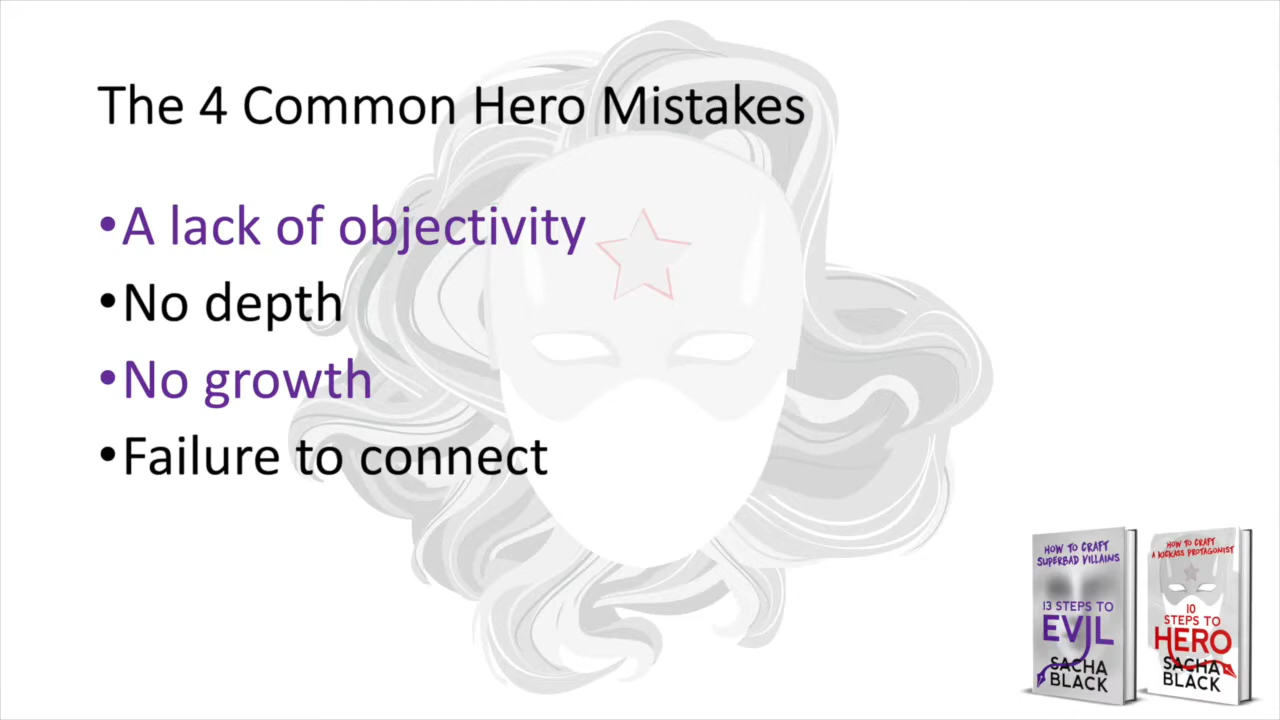 The 4 Common Hero Mistakes
•A lack of objectivity
•No depth
•No growth
•Failure to connect
HOW TO CRAFT
SUPERBAD VILLAINS
13 STEPS TO
EVIL
SACHA
BLACK
HOW TO CRAFT
A KICKASS PROTAGONIST
10
STEPS TO
HERO
SACHA
BLACK